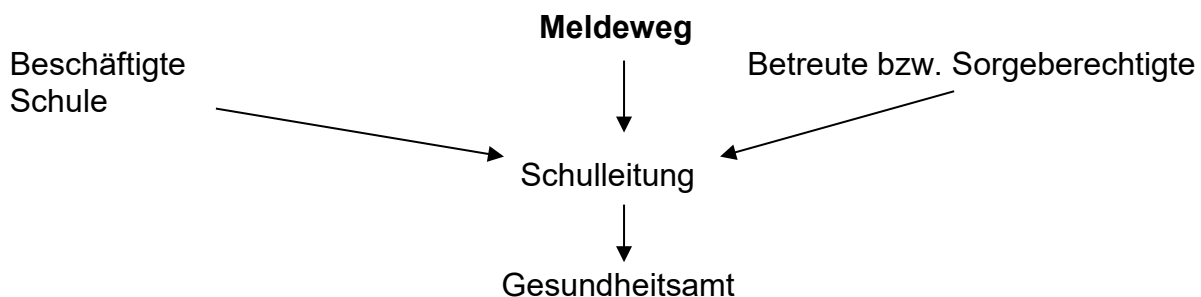 Meldeweg
Beschäftigte
Schule
Betreute bzw. Sorgeberechtigte
Schulleitung
Gesundheitsamt